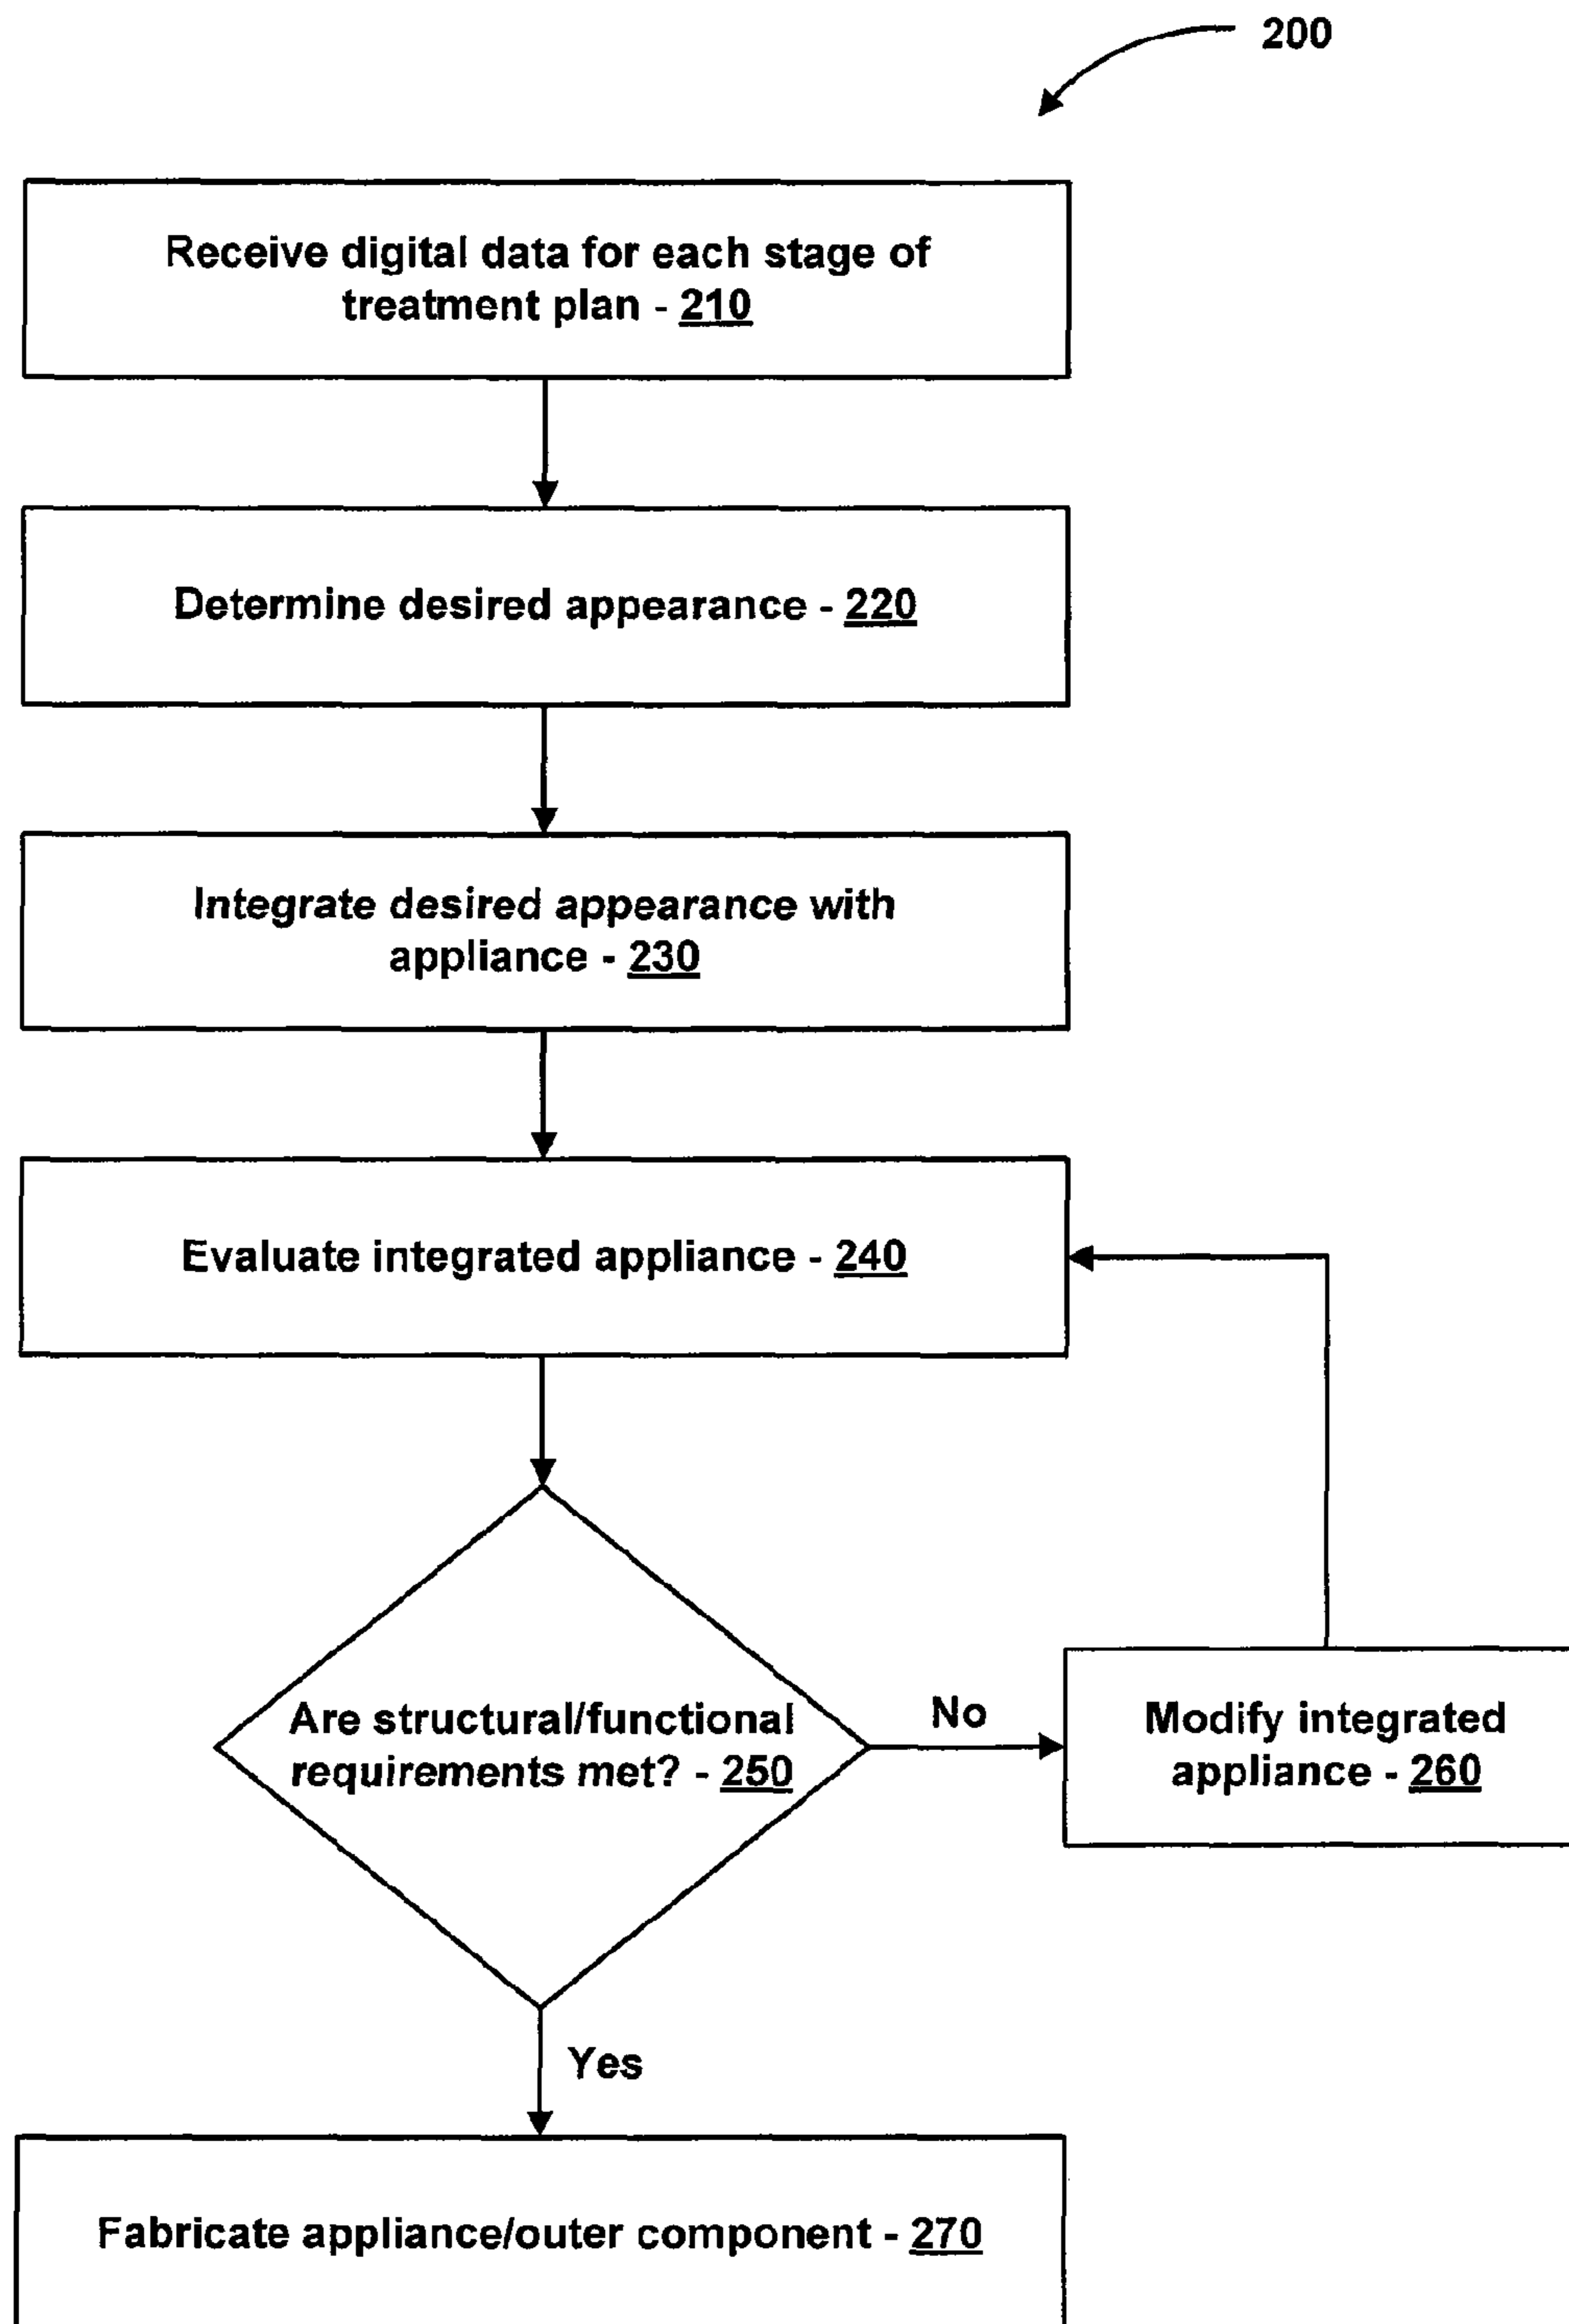 200
Receive digital data for each stage of
treatment plan - 210
Determine desired appearance - 220
Integrate desired appearance with
appliance - 230
Evaluate integrated appliance - 240
Are structural/functional
requirements met? - 250
No
Modify integrated
appliance - 260
Yes
Fabricate appliance/outer component - 270